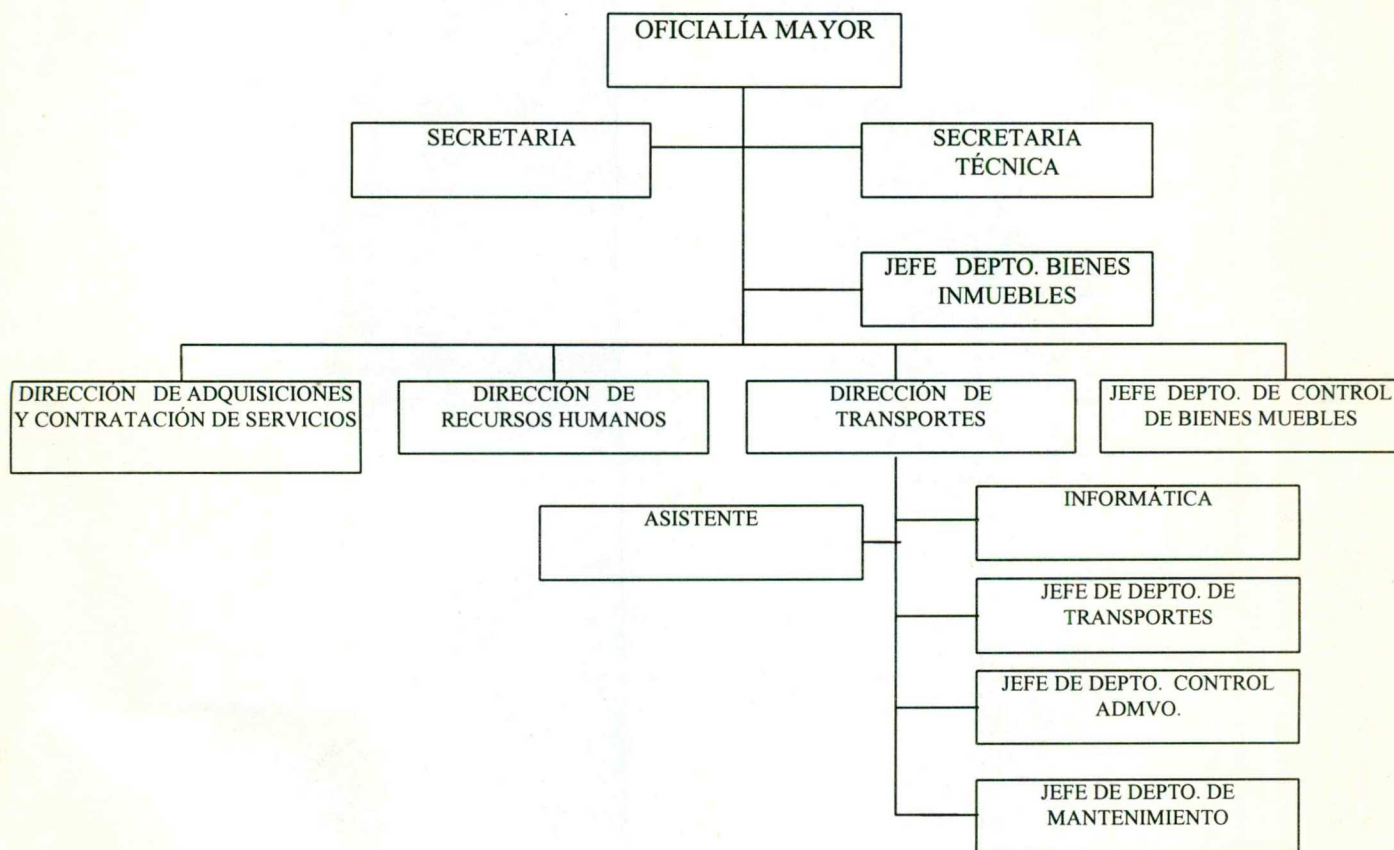 OFICIALÍA MAYOR
SECRETARIA
SECRETARIA
TÉCNICA
JEFE DEPTO. BIENES
INMUEBLES
DIRECCIÓN DE ADQUISICIONES
Y CONTRATACIÓN DE SERVICIOS
DIRECCIÓN DE
RECURSOS HUMANOS
DIRECCIÓN DE
TRANSPORTES
JEFE DEPTO. DE CONTROL
DE BIENES MUEBLES
ASISTENTE
INFORMÁTICA
JEFE DE DEPTO. DE
TRANSPORTES
JEFE DE DEPTO. CONTROL
ADMVO.
JEFE DE DEPTO. DE
MANTENIMIENTO